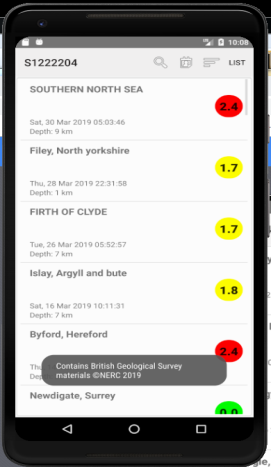 10:08
S1222204
LIST
SOUTHERN NORTH SEA
2.4
Sat, 30 Mar 2019 05:03:46
Depth: 9 km
Filey, North yorkshire
1.7
Thu, 28 Mar 2019 22:31:58
Depth: 1 km
FIRTH OF CLYDE
1.7
Tue, 26 Mar 2019 05:52:57
Depth: 7 km
Islay, Argyll and bute
1.8
Sat, 16 Mar 2019 10:11:31
Depth: 7 km
Byford, Hereford
2.4
Contains British Geological Survey
materials ©NERC 2019
Newdigate, Surrey
0.0